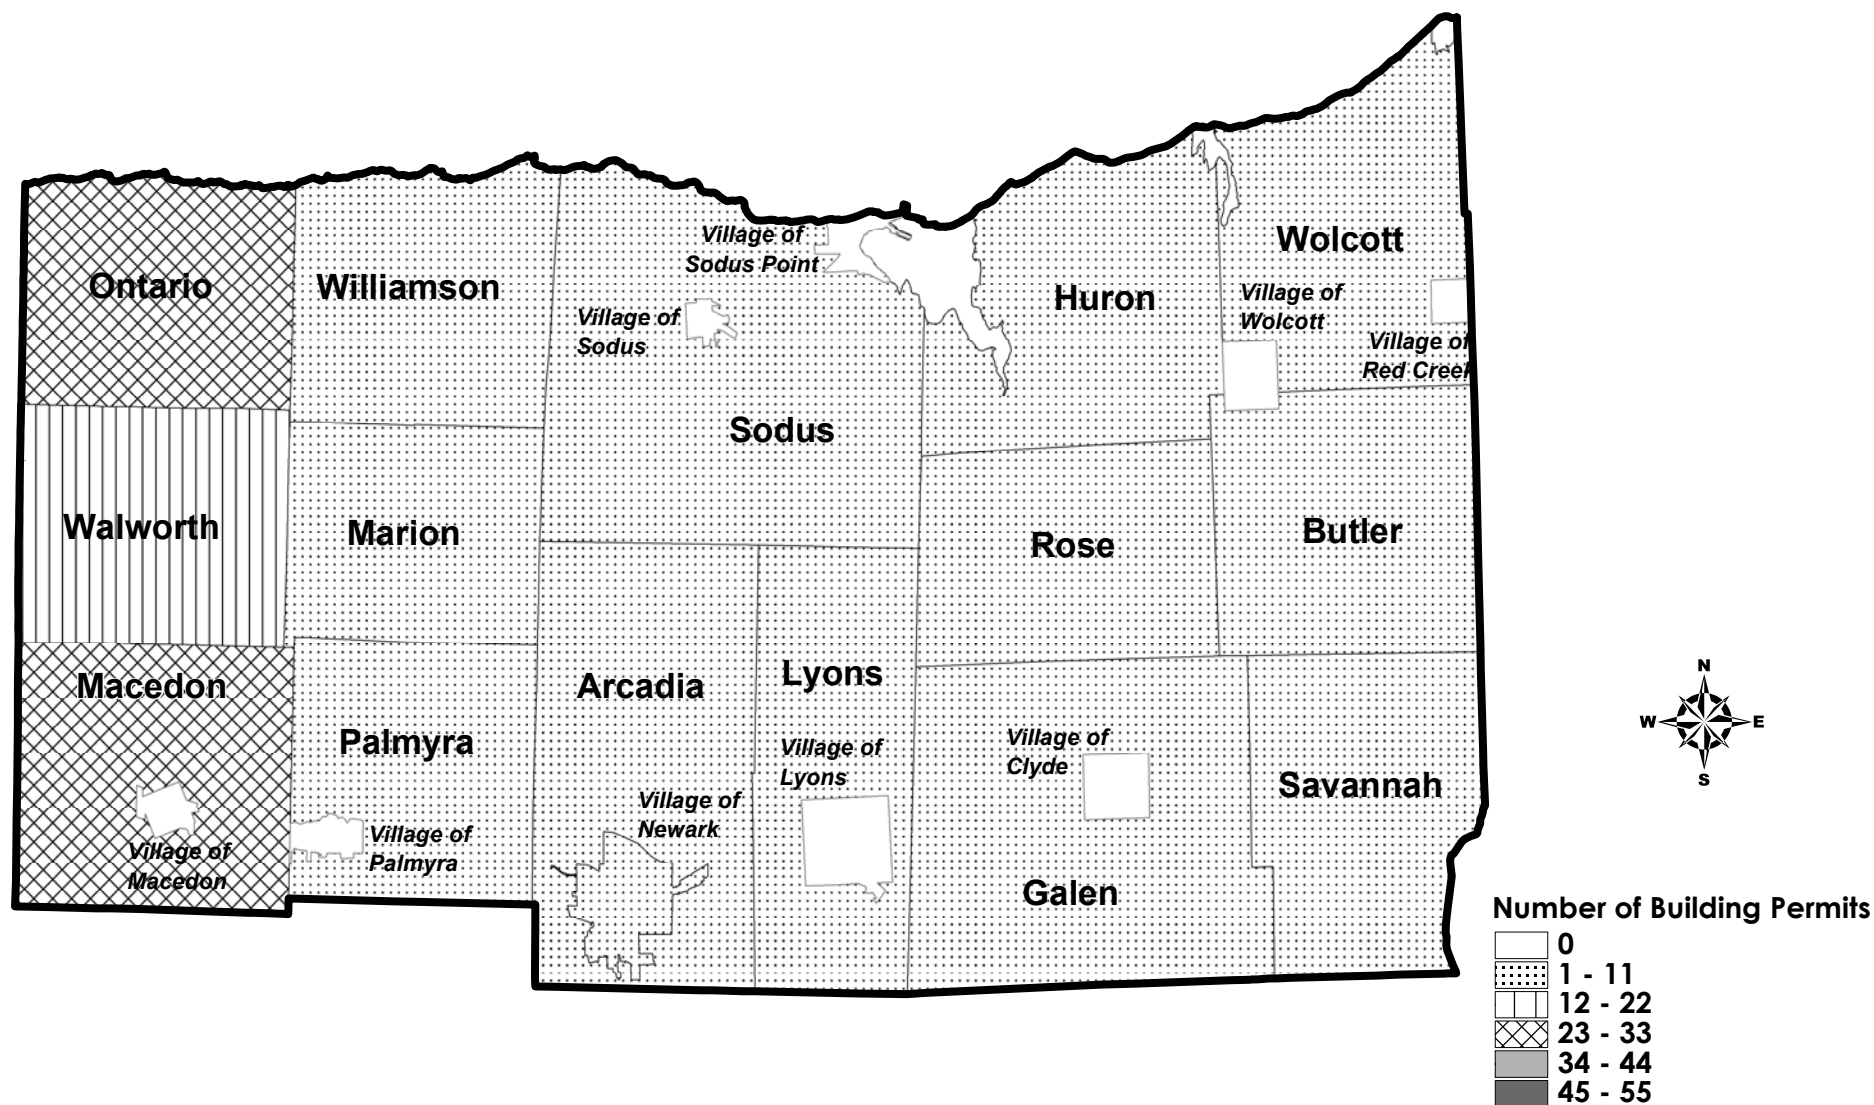 Village of
Sodus Point
Wolcott
Ontario
Williamson
Huron
Village of
Wolcott
Village of
Sodus
Village of
Red Creek
Sodus
Walworth
Marion
Rose
Butler
Macedon
Arcadia
Lyons
Palmyra
Village of
Lyons
Village of
Clyde
Savannah
Village of
Newark
Village of
Palmyra
Village of
Macedon
Galen
N
W E
S
Number of Building Permits
0
1 - 11
12 - 22
23 - 33
34 - 44
45 - 55